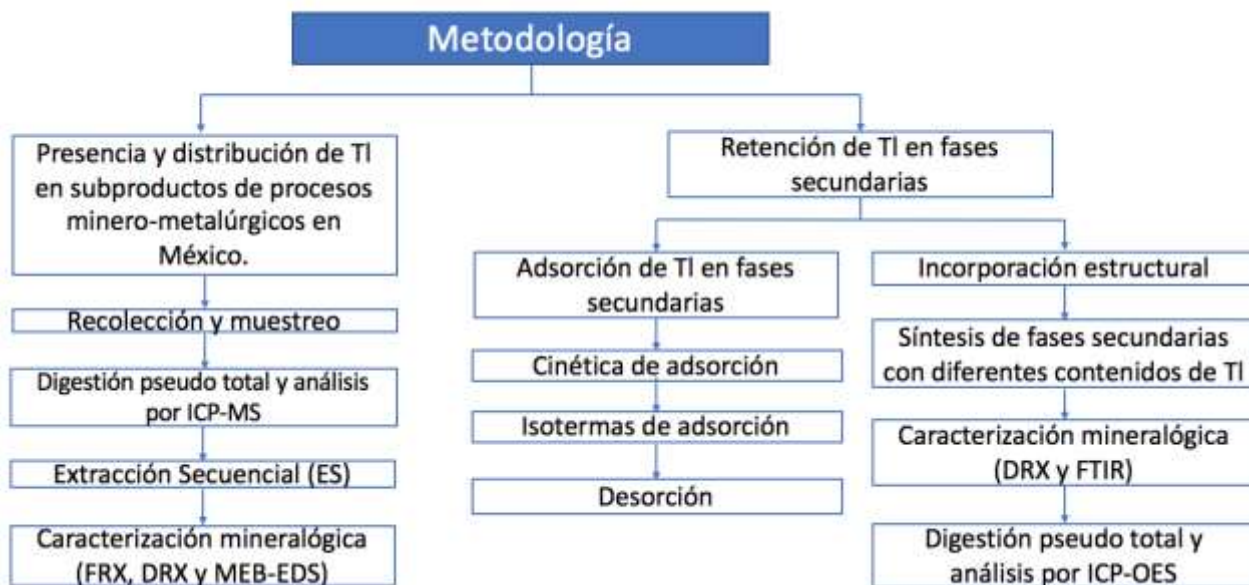 Metodología
Presencia y distribución de Tl
en subproductos de procesos
minero-metalúrgicos en
México.
Recolección y muestreo
Digestión pseudo total y análisis
por ICP-MS
Extracción Secuencial (ES)
Caracterización mineralógica
(FRX, DRX y MEB-EDS)
Retención de Tl en fases
secundarias
Adsorción de Tl en fases
secundarias
Cinética de adsorción
Isotermas de adsorción
Desorción
Incorporación estructural
Síntesis de fases secundarias
con diferentes contenidos de Tl
Caracterización mineralógica
(DRX y FTIR)
Digestión pseudo total y
análisis por ICP-OES